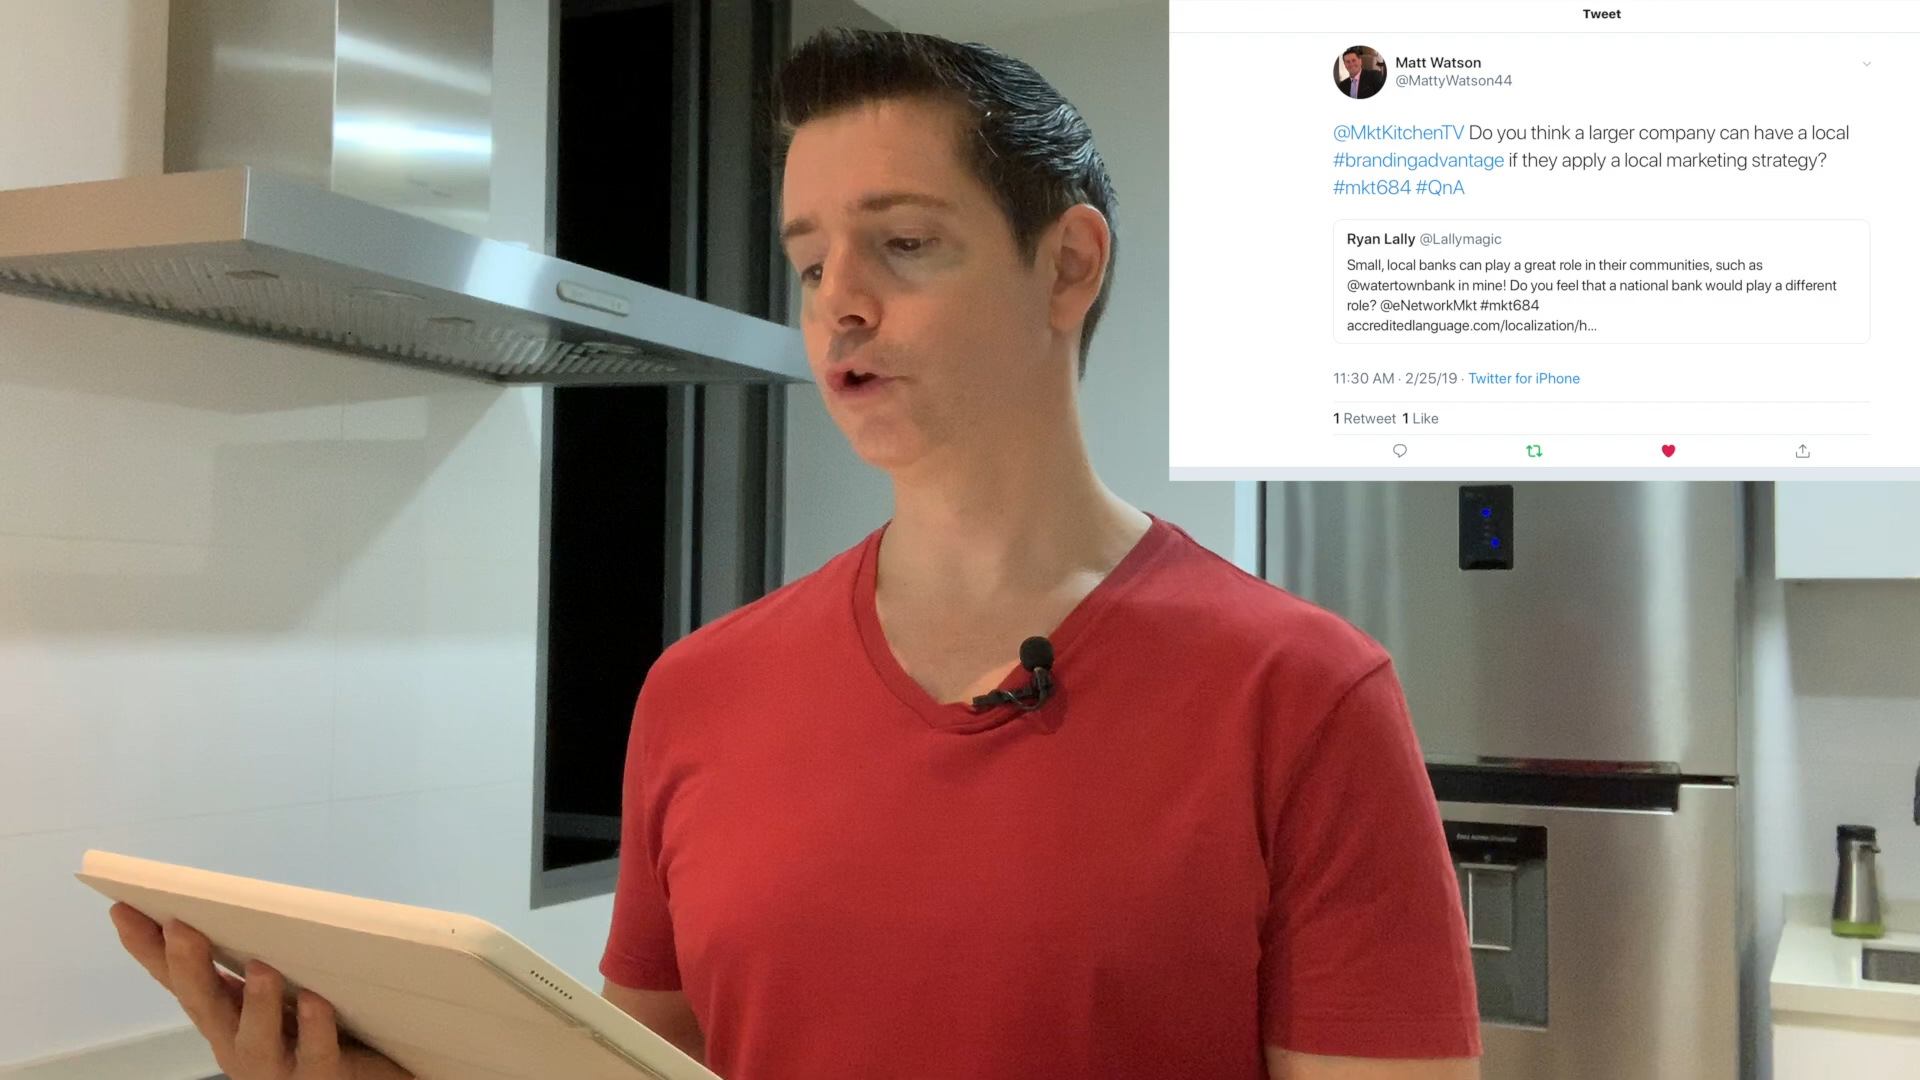 Tweet
Matt Watson
@MattyWatson44
@MktKitchenTV Do you think a larger company can have a local
#brandingadvantage if they apply a local marketing strategy?
#mkt684 #QnA
Ryan Lally @Lallymagic
Small, local banks can play a great role in their communities, such as
@watertownbank in mine! Do you feel that a national bank would play a different
role? @eNetworkMkt #mkt684
accreditedlanguage.com/localization/h...
11:30 AM · 2/25/19 · Twitter for iPhone
1 Retweet 1 Like